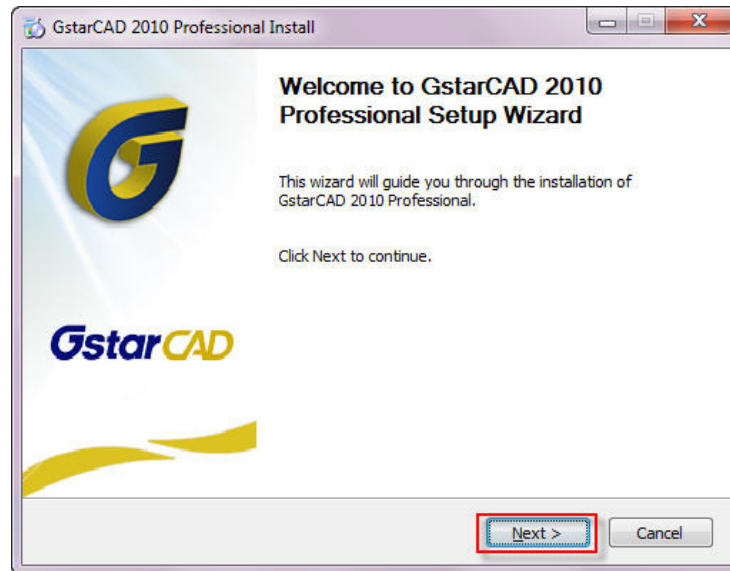 GstarCAD 2010 Professional Install
Welcome to GstarCAD 2010
Professional Setup Wizard
This wizard will guide you through the installation of
GstarCAD 2010 Professional.
Click Next to continue.
GstarCAD
Next >
Cancel